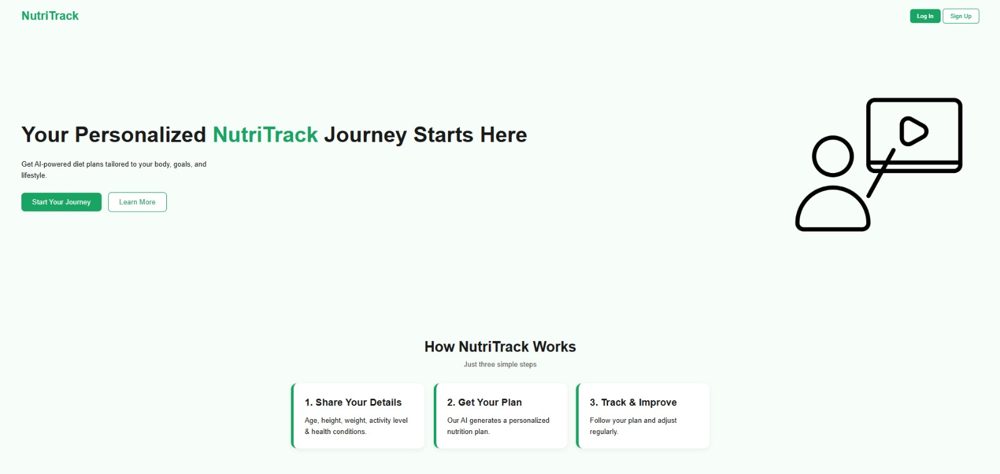 NutriTrack
Log In
Sign Up
Your Personalized NutriTrack Journey Starts Here
Get AI-powered diet plans tailored to your body, goals, and
lifestyle.
Start Your Journey
Learn More
How NutriTrack Works
Just three simple steps
1. Share Your Details
Age, height, weight, activity level
& health conditions.
2. Get Your Plan
Our AI generates a personalized
nutrition plan.
3. Track & Improve
Follow your plan and adjust
regularly.